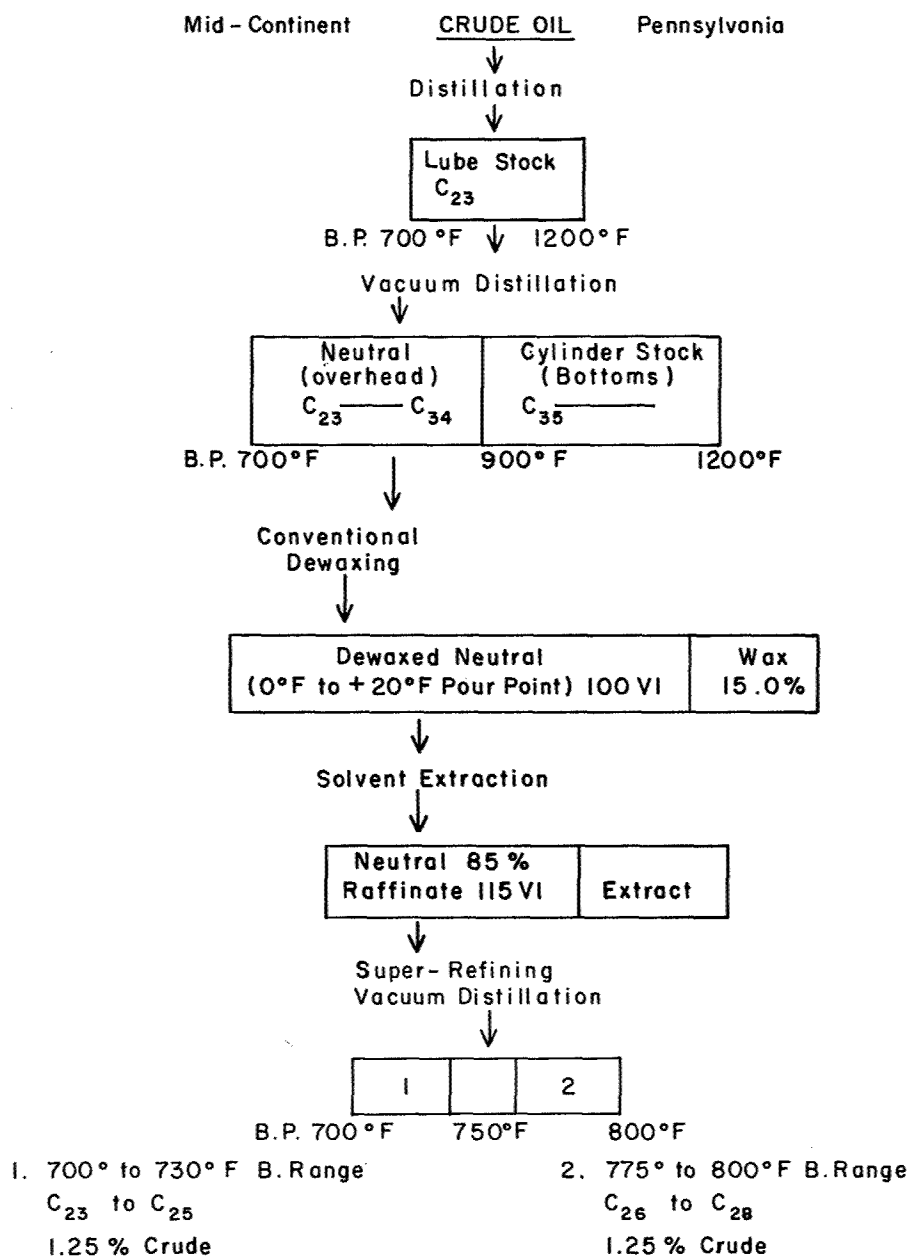 Mid-Continent CRUDE OIL Pennsylvania
Distillation
Lube Stock
C23
B.P. 700°F 1200°F
Vacuum Distillation
Neutral Cylinder Stock
(overhead) (Bottoms)
C23 — C34 C35 —
B.P. 700°F 900°F 1200°F
Conventional
Dewaxing
Dewaxed Neutral Wax
(0°F to +20°F Pour Point) 100 VI 15.0%
Solvent Extraction
Neutral 85%
Raffinate 115 VI Extract
Super-Refining
Vacuum Distillation
1 2
B.P. 700°F 750°F 800°F
1. 700° to 730°F B.Range 2. 775° to 800°F B.Range
C23 to C25 C26 to C28
1.25% Crude 1.25% Crude